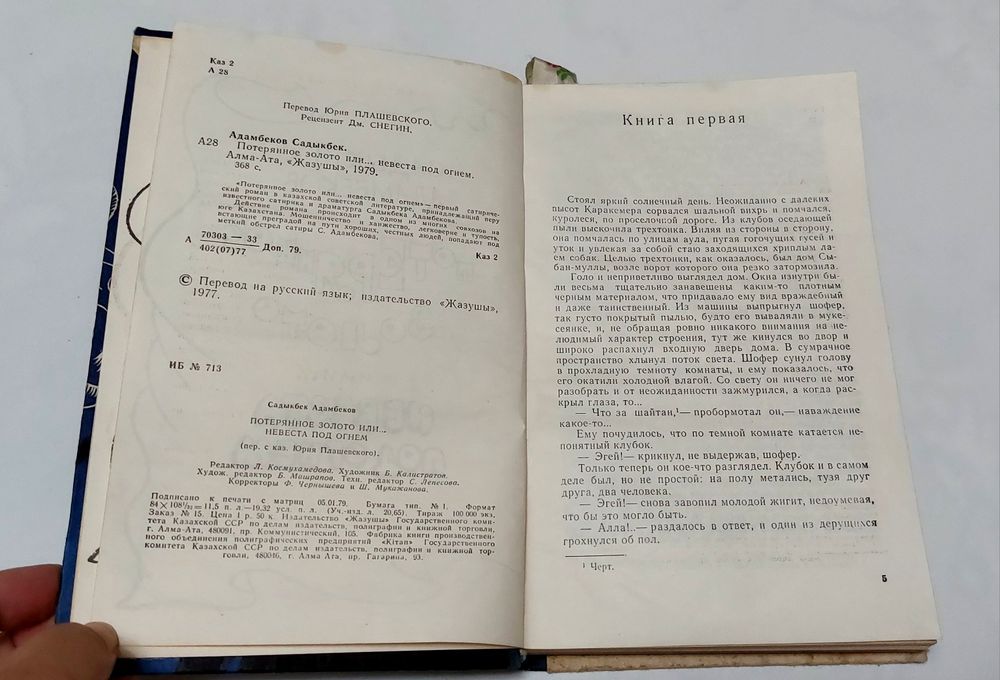 Каз 2
А 28
Перевод Юрия ПЛАШЕВСКОГО.
Рецензент Дм. СНЕГИН.
Адамбеков Садыкбек.
А28 Потерянное золото или... невеста под огнем.
Алма-Ата, «Жазушы», 1979.
368 с.
«Потерянное золото или... невеста под огнем» — первый сатириче-
ский роман в казахской советской литературе, принадлежащий перу
известного сатирика и драматурга Садыкбека Адамбекова.
Действие романа происходит в одном из многих совхозов на
юге Казахстана. Мошенничество и ханжество, легковерие и тупость,
встающие преградой на пути хороших, честных людей, попадают под
меткий обстрел сатиры С. Адамбекова.
А 70303 — 33
402(07)77 Доп. 79.
Каз 2
© Перевод на русский язык; издательство «Жазушы»,
1977.
ИБ № 713
Садыкбек Адамбеков
ПОТЕРЯННОЕ ЗОЛОТО ИЛИ...
НЕВЕСТА ПОД ОГНЕМ
(пер. с каз. Юрия Плашевского).
Редактор Л. Космухамедова. Художник Б. Калистратов.
Худож. редактор Б. Машрапов. Техн. редактор С. Лепесова.
Корректоры Ф. Чернышева и Ш. Мукажанова.
Подписано к печати с матриц 05.01.79. Бумага тип. № 1. Формат
84×108¹/₃₂=11,5 п. л —19,32 усл. п. л. (Уч.-изд. л. 20,65). Тираж 100 000 экз.
Заказ № 15. Цена 1 р. 50 к. Издательство «Жазушы» Государственного коми-
тета Казахской ССР по делам издательств, полиграфии и книжной торговли,
г. Алма-Ата, 480091, пр. Коммунистический, 105. Фабрика книги производствен-
ного объединения полиграфических предприятий «Кітап» Государственного
комитета Казахской ССР по делам издательств, полиграфии и книжной тор-
говли, 480046, г. Алма-Ата, пр. Гагарина, 93.
Книга первая
Стоял яркий солнечный день. Неожиданно с далеких
высот Каракемера сорвался шальной вихрь и помчался,
куролеся, по проселочной дороге. Из клубов оседающей
пыли выскочила трехтонка. Виляя из стороны в сторону,
она помчалась по улицам аула, пугая гогочущих гусей и
уток и увлекая за собой стаю заходящихся хриплым ла-
ем собак. Целью трехтонки, как оказалось, был дом Сы-
бан-муллы, возле ворот которого она резко затормозила.
Голо и неприветливо выглядел дом. Окна изнутри бы-
ли весьма тщательно занавешены каким-то плотным
черным материалом, что придавало ему вид враждебный
и даже таинственный. Из машины выпрыгнул шофер,
так густо покрытый пылью, будто его вываляли в муке-
сеянке, и, не обращая ровно никакого внимания на не-
людимый характер строения, тут же кинулся во двор и
широко распахнул входную дверь дома. В сумрачное
пространство хлынул поток света. Шофер сунул голову
в прохладную темноту комнаты, и ему показалось, что
его окатили холодной влагой. Со свету он ничего не мог
разобрать и от неожиданности зажмурился, а когда рас-
крыл глаза, то...
— Что за шайтан,¹— пробормотал он,— наваждение
какое-то...
Ему почудилось, что по темной комнате катается не-
понятный клубок.
— Эгей!— крикнул, не выдержав, шофер.
Только теперь он кое-что разглядел. Клубок и в самом
деле был, но не простой: на полу метались, тузя друг
друга, два человека.
— Эгей!— снова завопил молодой жигит, недоумевая,
что бы это могло быть.
— Алла!..— раздалось в ответ, и один из дерущихся
грохнулся об пол.
¹ Черт.
5